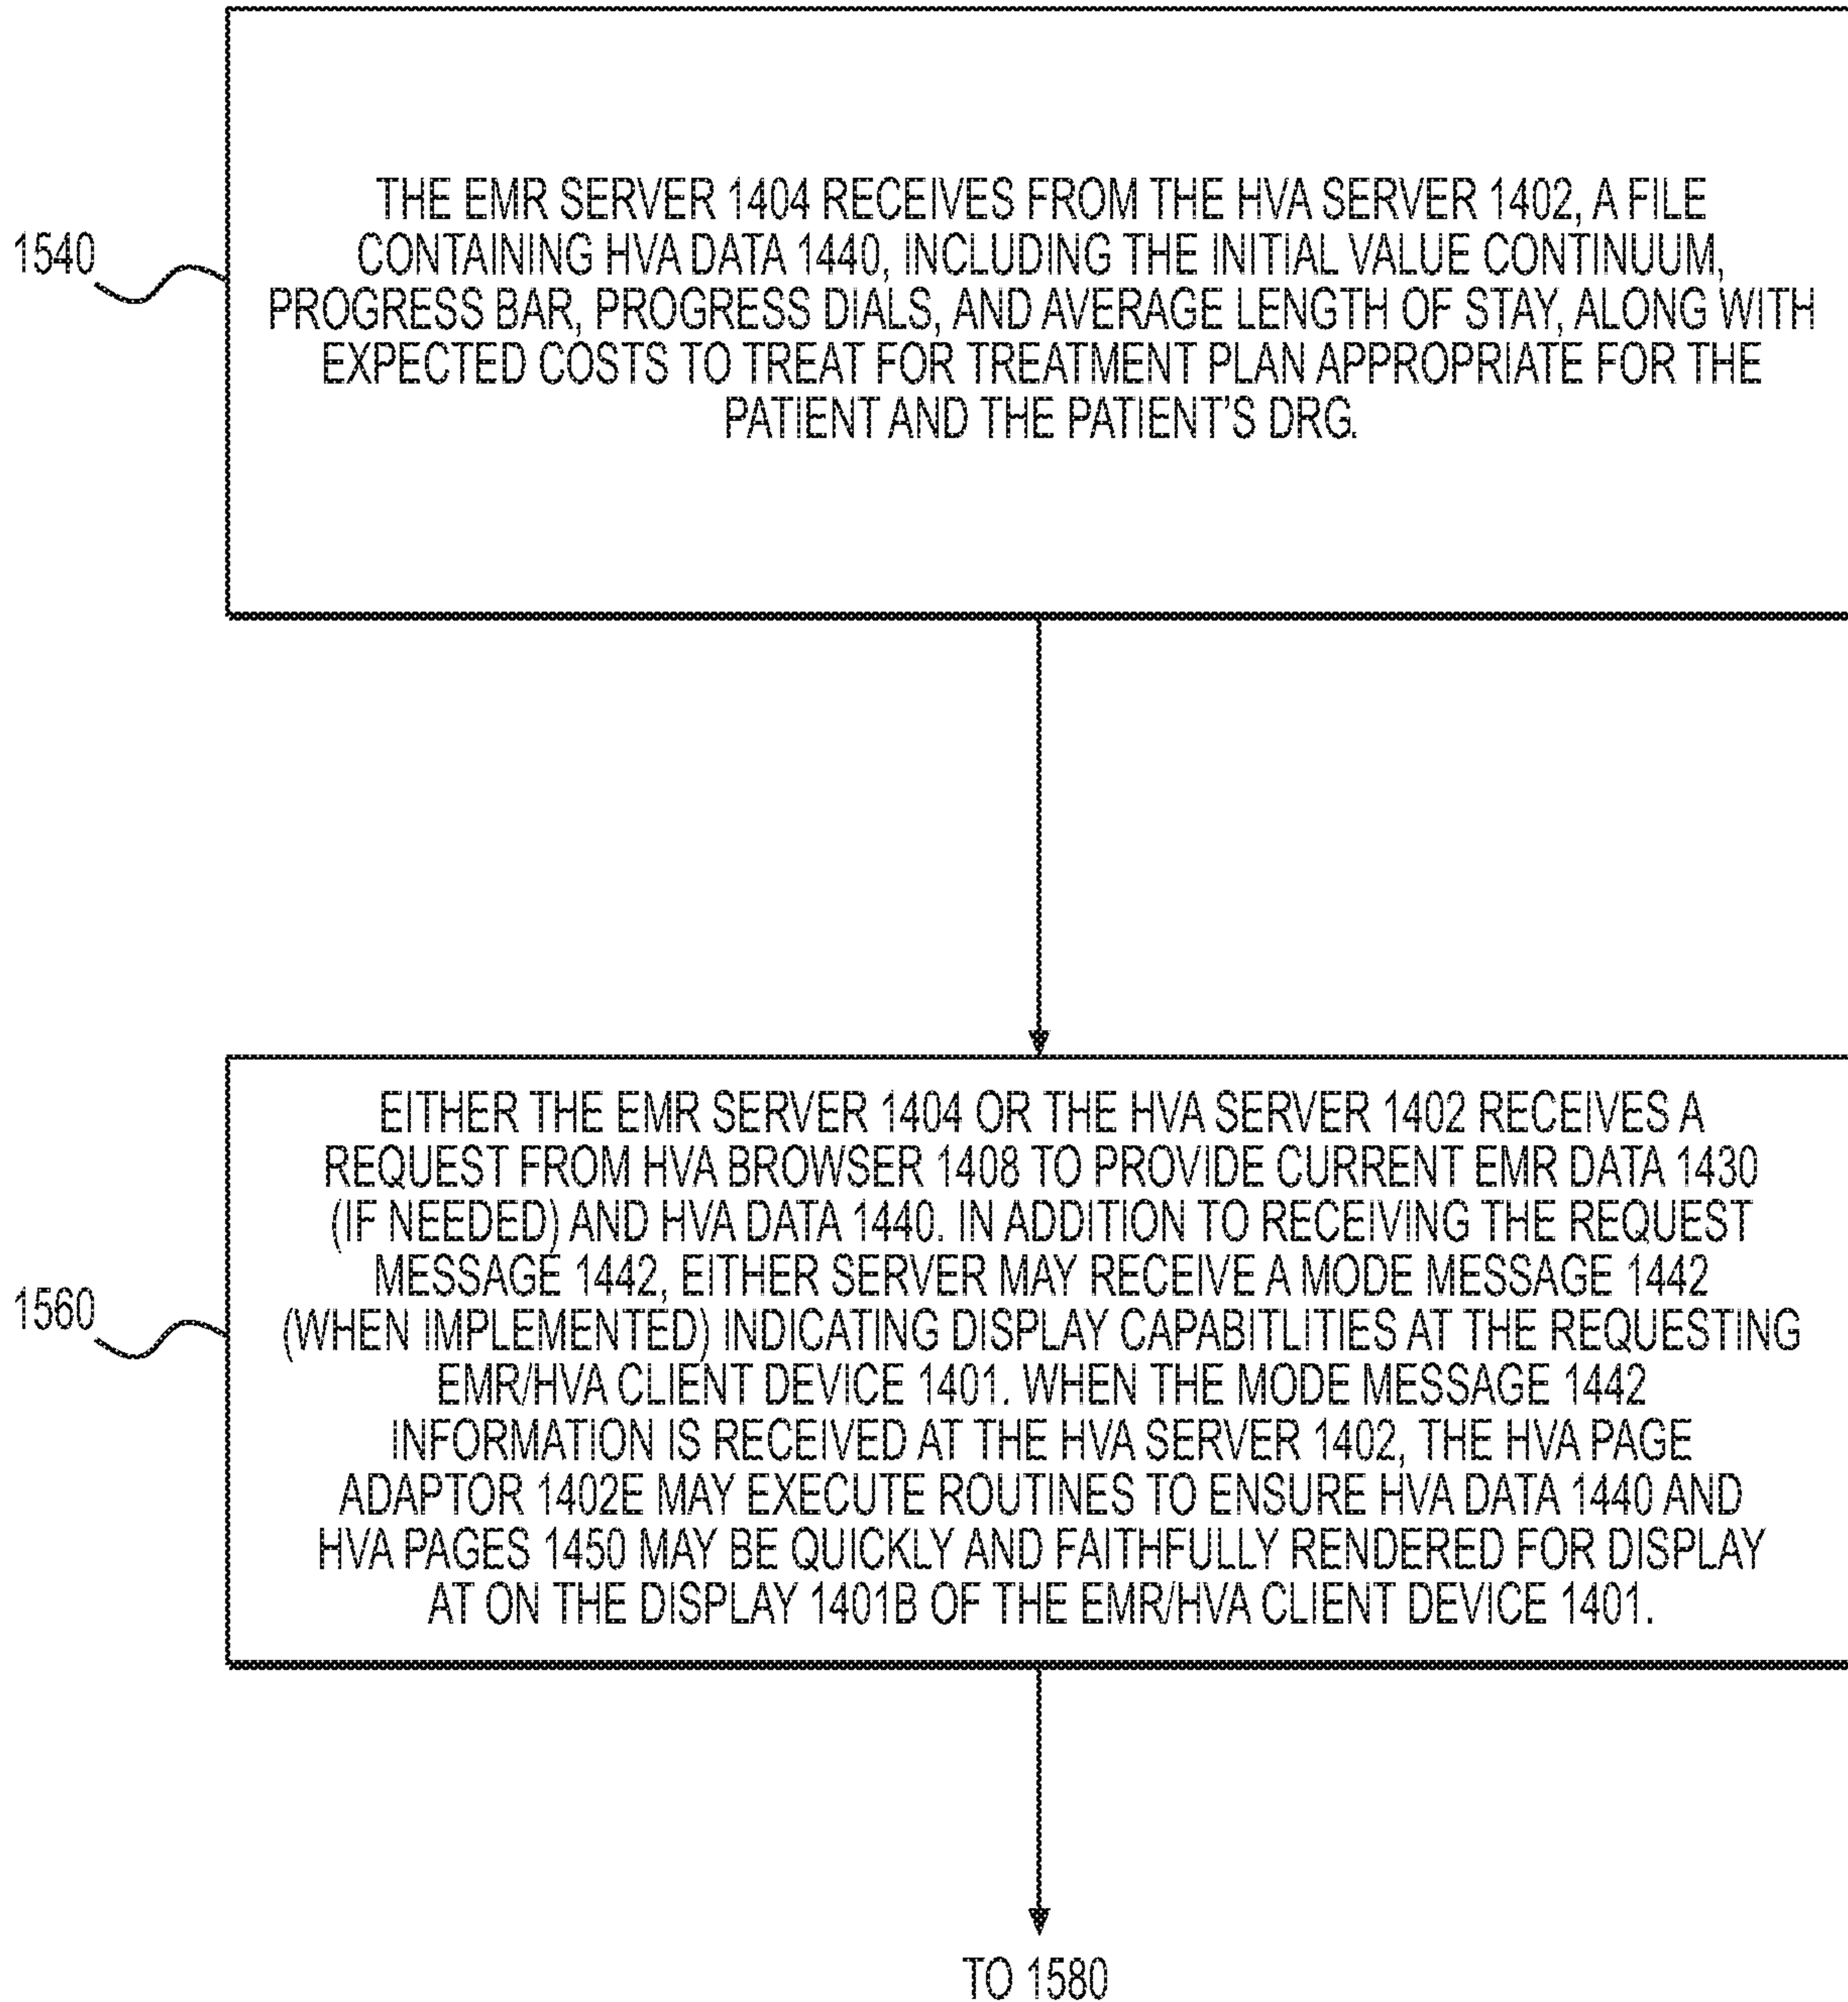 1540
THE EMR SERVER 1404 RECEIVES FROM THE HVA SERVER 1402, A FILE
CONTAINING HVA DATA 1440, INCLUDING THE INITIAL VALUE CONTINUUM,
PROGRESS BAR, PROGRESS DIALS, AND AVERAGE LENGTH OF STAY, ALONG WITH
EXPECTED COSTS TO TREAT FOR TREATMENT PLAN APPROPRIATE FOR THE
PATIENT AND THE PATIENT'S DRG.
1560
EITHER THE EMR SERVER 1404 OR THE HVA SERVER 1402 RECEIVES A
REQUEST FROM HVA BROWSER 1408 TO PROVIDE CURRENT EMR DATA 1430
(IF NEEDED) AND HVA DATA 1440. IN ADDITION TO RECEIVING THE REQUEST
MESSAGE 1442, EITHER SERVER MAY RECEIVE A MODE MESSAGE 1442
(WHEN IMPLEMENTED) INDICATING DISPLAY CAPABITLITIES AT THE REQUESTING
EMR/HVA CLIENT DEVICE 1401. WHEN THE MODE MESSAGE 1442
INFORMATION IS RECEIVED AT THE HVA SERVER 1402, THE HVA PAGE
ADAPTOR 1402E MAY EXECUTE ROUTINES TO ENSURE HVA DATA 1440 AND
HVA PAGES 1450 MAY BE QUICKLY AND FAITHFULLY RENDERED FOR DISPLAY
AT ON THE DISPLAY 1401B OF THE EMR/HVA CLIENT DEVICE 1401.
TO 1580